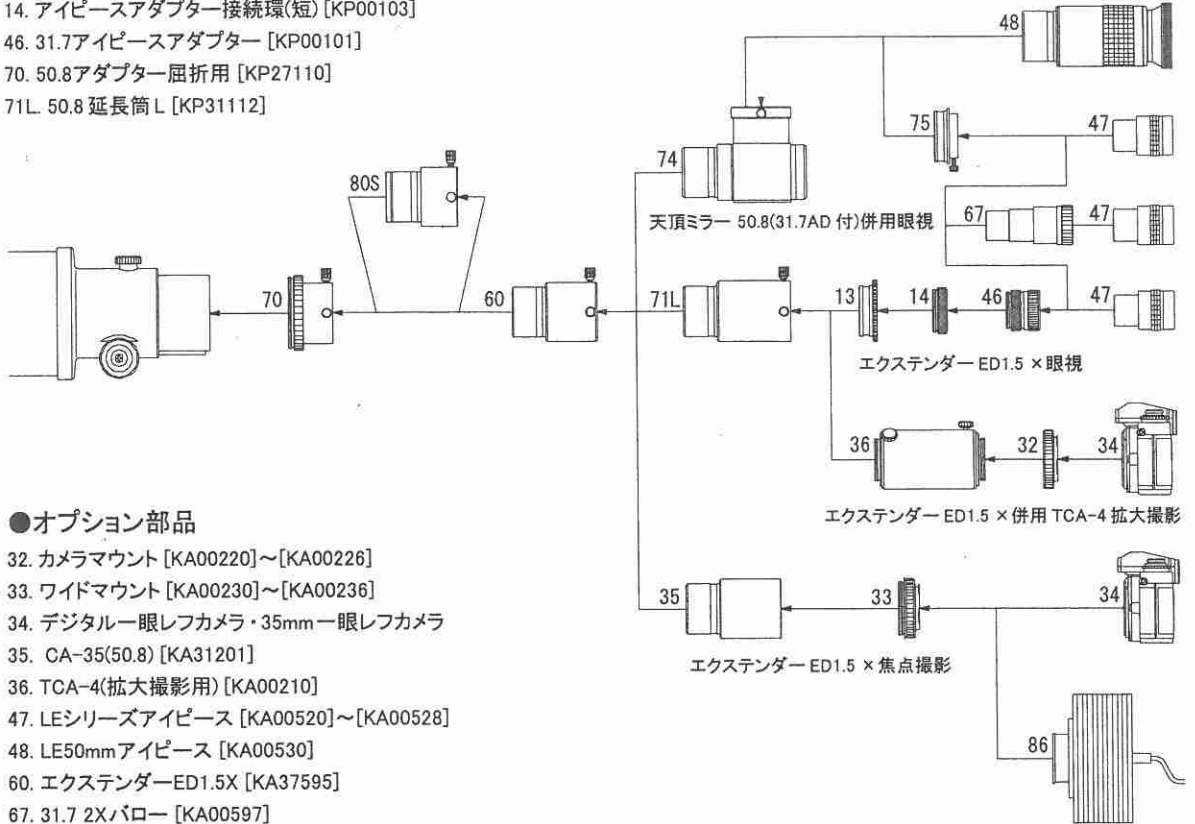 14. アイピースアダプター接続環(短) [KP00103]
46. 31.7アイピースアダプター [KP00101]
70. 50.8アダプター屈折用 [KP27110]
71L. 50.8 延長筒 L [KP31112]
48
75
47
74
80S
天頂ミラー 50.8(31.7AD 付)併用眼視
67
47
70
60
71L
13
14
46
47
エクステンダー ED1.5 ×眼視
36
32
34
エクステンダー ED1.5 ×併用 TCA-4 拡大撮影
●オプション部品
32. カメラマウント [KA00220]～[KA00226]
33. ワイドマウント [KA00230]～[KA00236]
34. デジタル一眼レフカメラ・35mm一眼レフカメラ
35. CA-35(50.8) [KA31201]
36. TCA-4(拡大撮影用) [KA00210]
47. LEシリーズアイピース [KA00520]～[KA00528]
48. LE50mmアイピース [KA00530]
60. エクステンダーED1.5X [KA37595]
67. 31.7 2Xバロー [KA00597]
35
33
34
エクステンダー ED1.5 ×焦点撮影
86